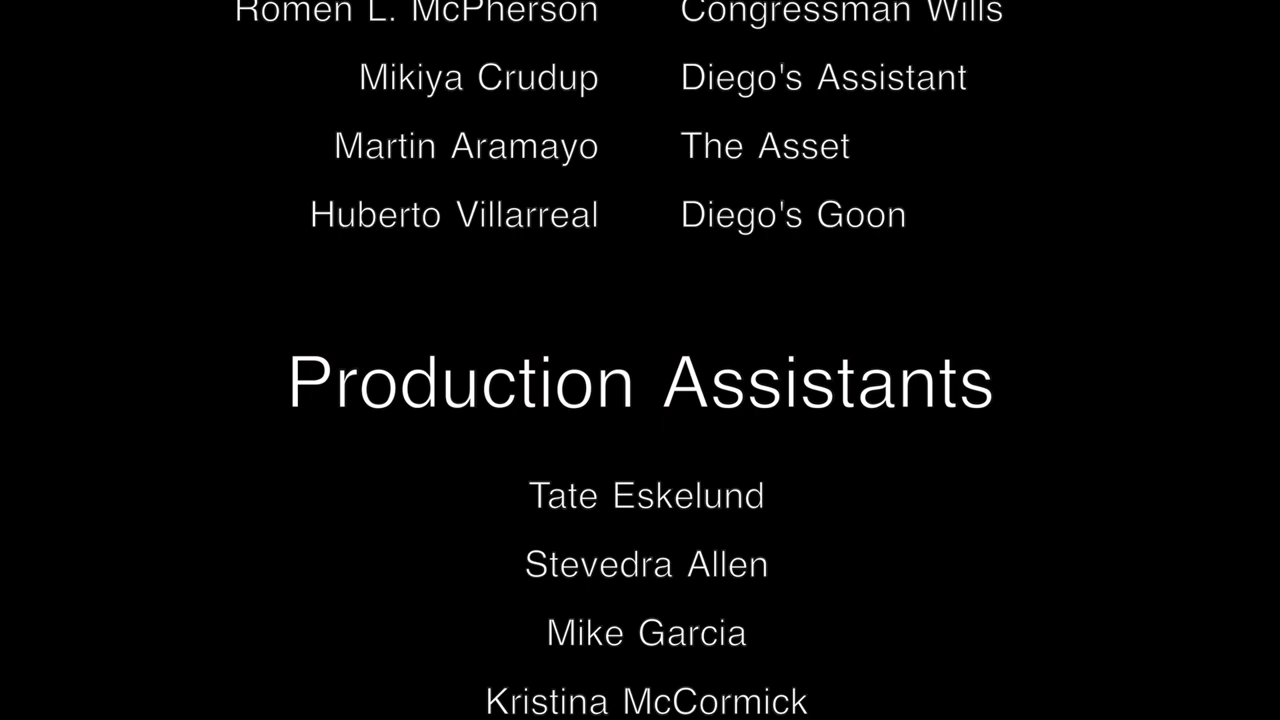 Romen L. McPherson Congressman Wills
Mikiya Crudup Diego's Assistant
Martin Aramayo The Asset
Huberto Villarreal Diego's Goon
Production Assistants
Tate Eskelund
Stevedra Allen
Mike Garcia
Kristina McCormick